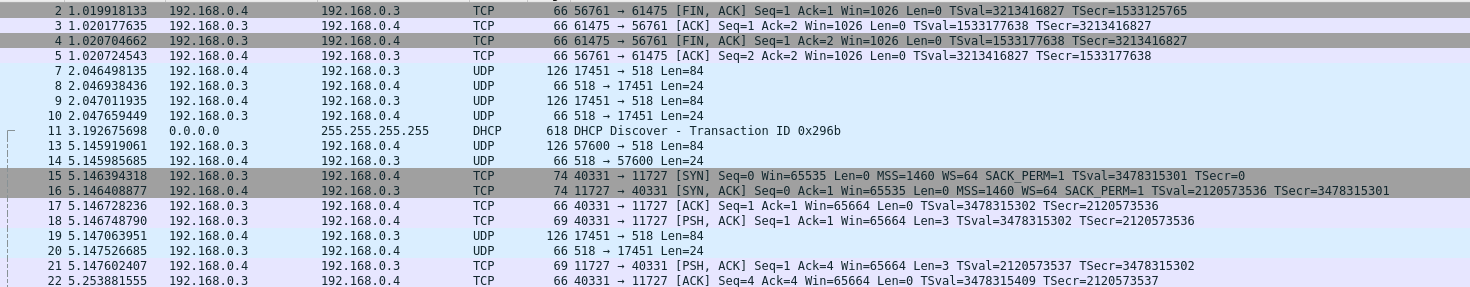 2 1.019918133 192.168.0.4 192.168.0.3 TCP 66 56761 → 61475 [FIN, ACK] Seq=1 Ack=1 Win=1026 Len=0 TSval=3213416827 TSecr=1533125765
3 1.020177635 192.168.0.3 192.168.0.4 TCP 66 61475 → 56761 [ACK] Seq=1 Ack=2 Win=1026 Len=0 TSval=1533177638 TSecr=3213416827
4 1.020704662 192.168.0.3 192.168.0.4 TCP 66 61475 → 56761 [FIN, ACK] Seq=1 Ack=2 Win=1026 Len=0 TSval=1533177638 TSecr=3213416827
5 1.020724543 192.168.0.4 192.168.0.3 TCP 66 56761 → 61475 [ACK] Seq=2 Ack=2 Win=1026 Len=0 TSval=3213416827 TSecr=1533177638
7 2.046498135 192.168.0.4 192.168.0.3 UDP 126 17451 → 518 Len=84
8 2.046938436 192.168.0.3 192.168.0.4 UDP 66 518 → 17451 Len=24
9 2.047011935 192.168.0.4 192.168.0.3 UDP 126 17451 → 518 Len=84
10 2.047659449 192.168.0.3 192.168.0.4 UDP 66 518 → 17451 Len=24
11 3.192675698 0.0.0.0 255.255.255.255 DHCP 618 DHCP Discover - Transaction ID 0x296b
13 5.145919061 192.168.0.3 192.168.0.4 UDP 126 57600 → 518 Len=84
14 5.145985685 192.168.0.4 192.168.0.3 UDP 66 518 → 57600 Len=24
15 5.146394318 192.168.0.3 192.168.0.4 TCP 74 40331 → 11727 [SYN] Seq=0 Win=65535 Len=0 MSS=1460 WS=64 SACK_PERM=1 TSval=3478315301 TSecr=0
16 5.146408877 192.168.0.4 192.168.0.3 TCP 74 11727 → 40331 [SYN, ACK] Seq=0 Ack=1 Win=65535 Len=0 MSS=1460 WS=64 SACK_PERM=1 TSval=2120573536 TSecr=3478315301
17 5.146728236 192.168.0.3 192.168.0.4 TCP 66 40331 → 11727 [ACK] Seq=1 Ack=1 Win=65664 Len=0 TSval=3478315302 TSecr=2120573536
18 5.146748790 192.168.0.3 192.168.0.4 TCP 69 40331 → 11727 [PSH, ACK] Seq=1 Ack=1 Win=65664 Len=3 TSval=3478315302 TSecr=2120573536
19 5.147063951 192.168.0.4 192.168.0.3 UDP 126 17451 → 518 Len=84
20 5.147526685 192.168.0.3 192.168.0.4 UDP 66 518 → 17451 Len=24
21 5.147602407 192.168.0.4 192.168.0.3 TCP 69 11727 → 40331 [PSH, ACK] Seq=1 Ack=4 Win=65664 Len=3 TSval=2120573537 TSecr=3478315302
22 5.253881555 192.168.0.3 192.168.0.4 TCP 66 40331 → 11727 [ACK] Seq=4 Ack=4 Win=65664 Len=0 TSval=3478315409 TSecr=2120573537